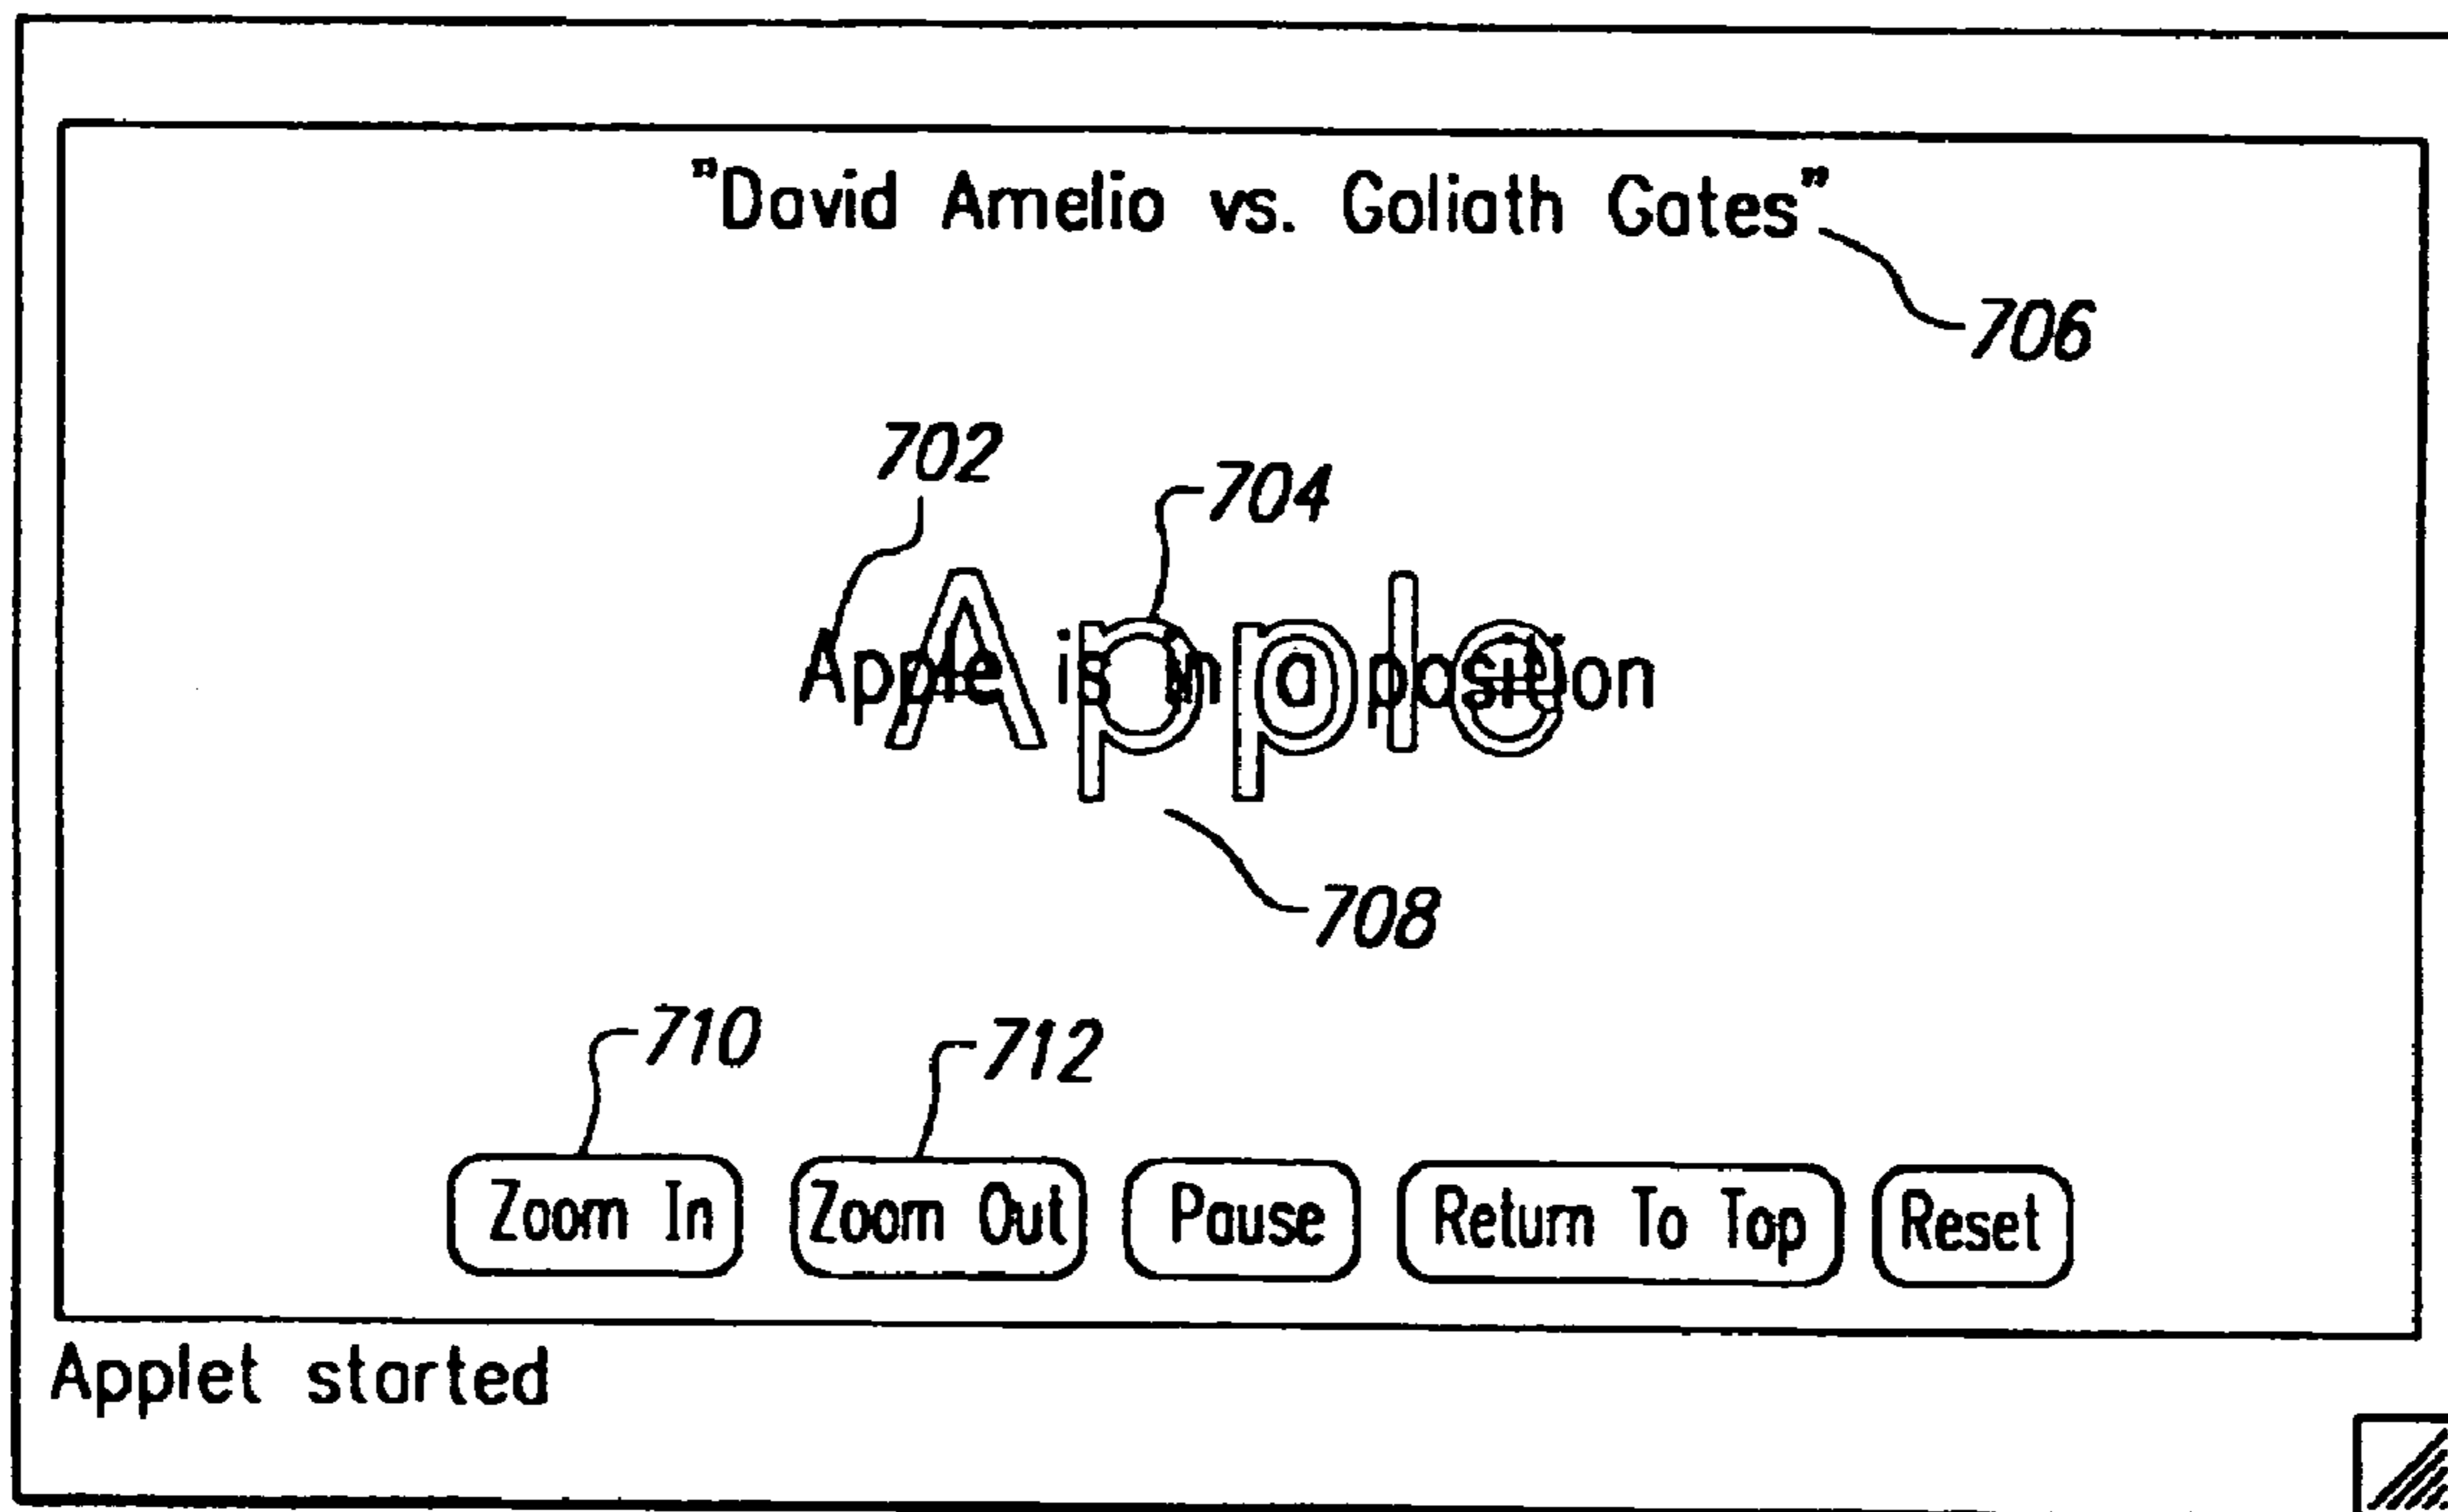 "David Amelio vs. Goliath Gates"
706
702
704
Apple
Apple is in a position
708
710
712
Zoom In Zoom Out Pause Return To Top Reset
Applet started